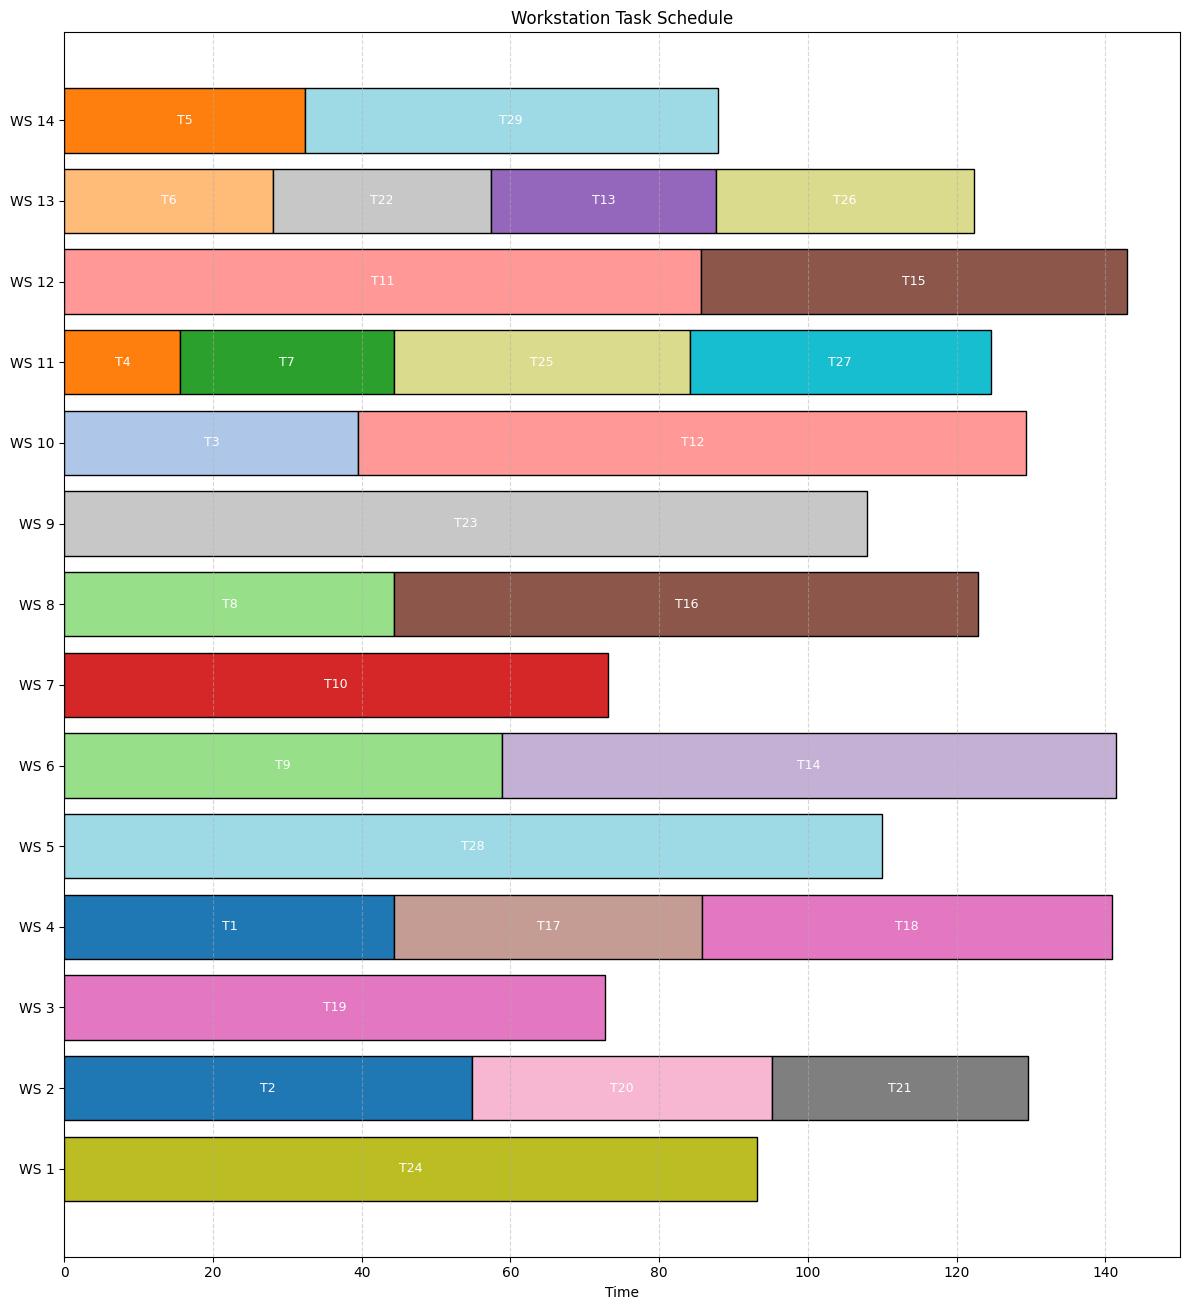 Workstation Task Schedule
WS 14 T5 T29
WS 13 T6 T22 T13 T26
WS 12 T11 T15
WS 11 T4 T7 T25 T27
WS 10 T3 T12
WS 9 T23
WS 8 T8 T16
WS 7 T10
WS 6 T9 T14
WS 5 T28
WS 4 T1 T17 T18
WS 3 T19
WS 2 T2 T20 T21
WS 1 T24
0 20 40 60 80 100 120 140
Time